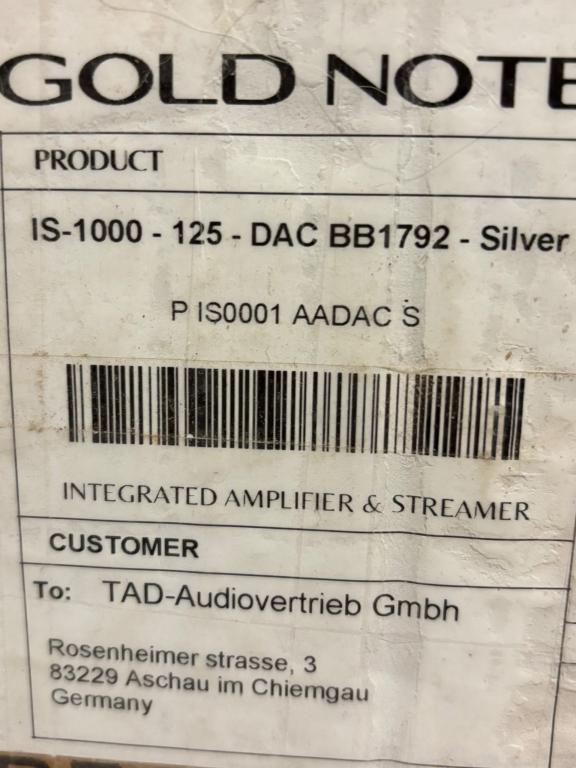 GOLD NOTE
PRODUCT
IS-1000 - 125 - DAC BB1792 - Silver
P IS0001 AADAC S
INTEGRATED AMPLIFIER & STREAMER
CUSTOMER
To: TAD-Audiovertrieb Gmbh
Rosenheimer strasse, 3
83229 Aschau im Chiemgau
Germany